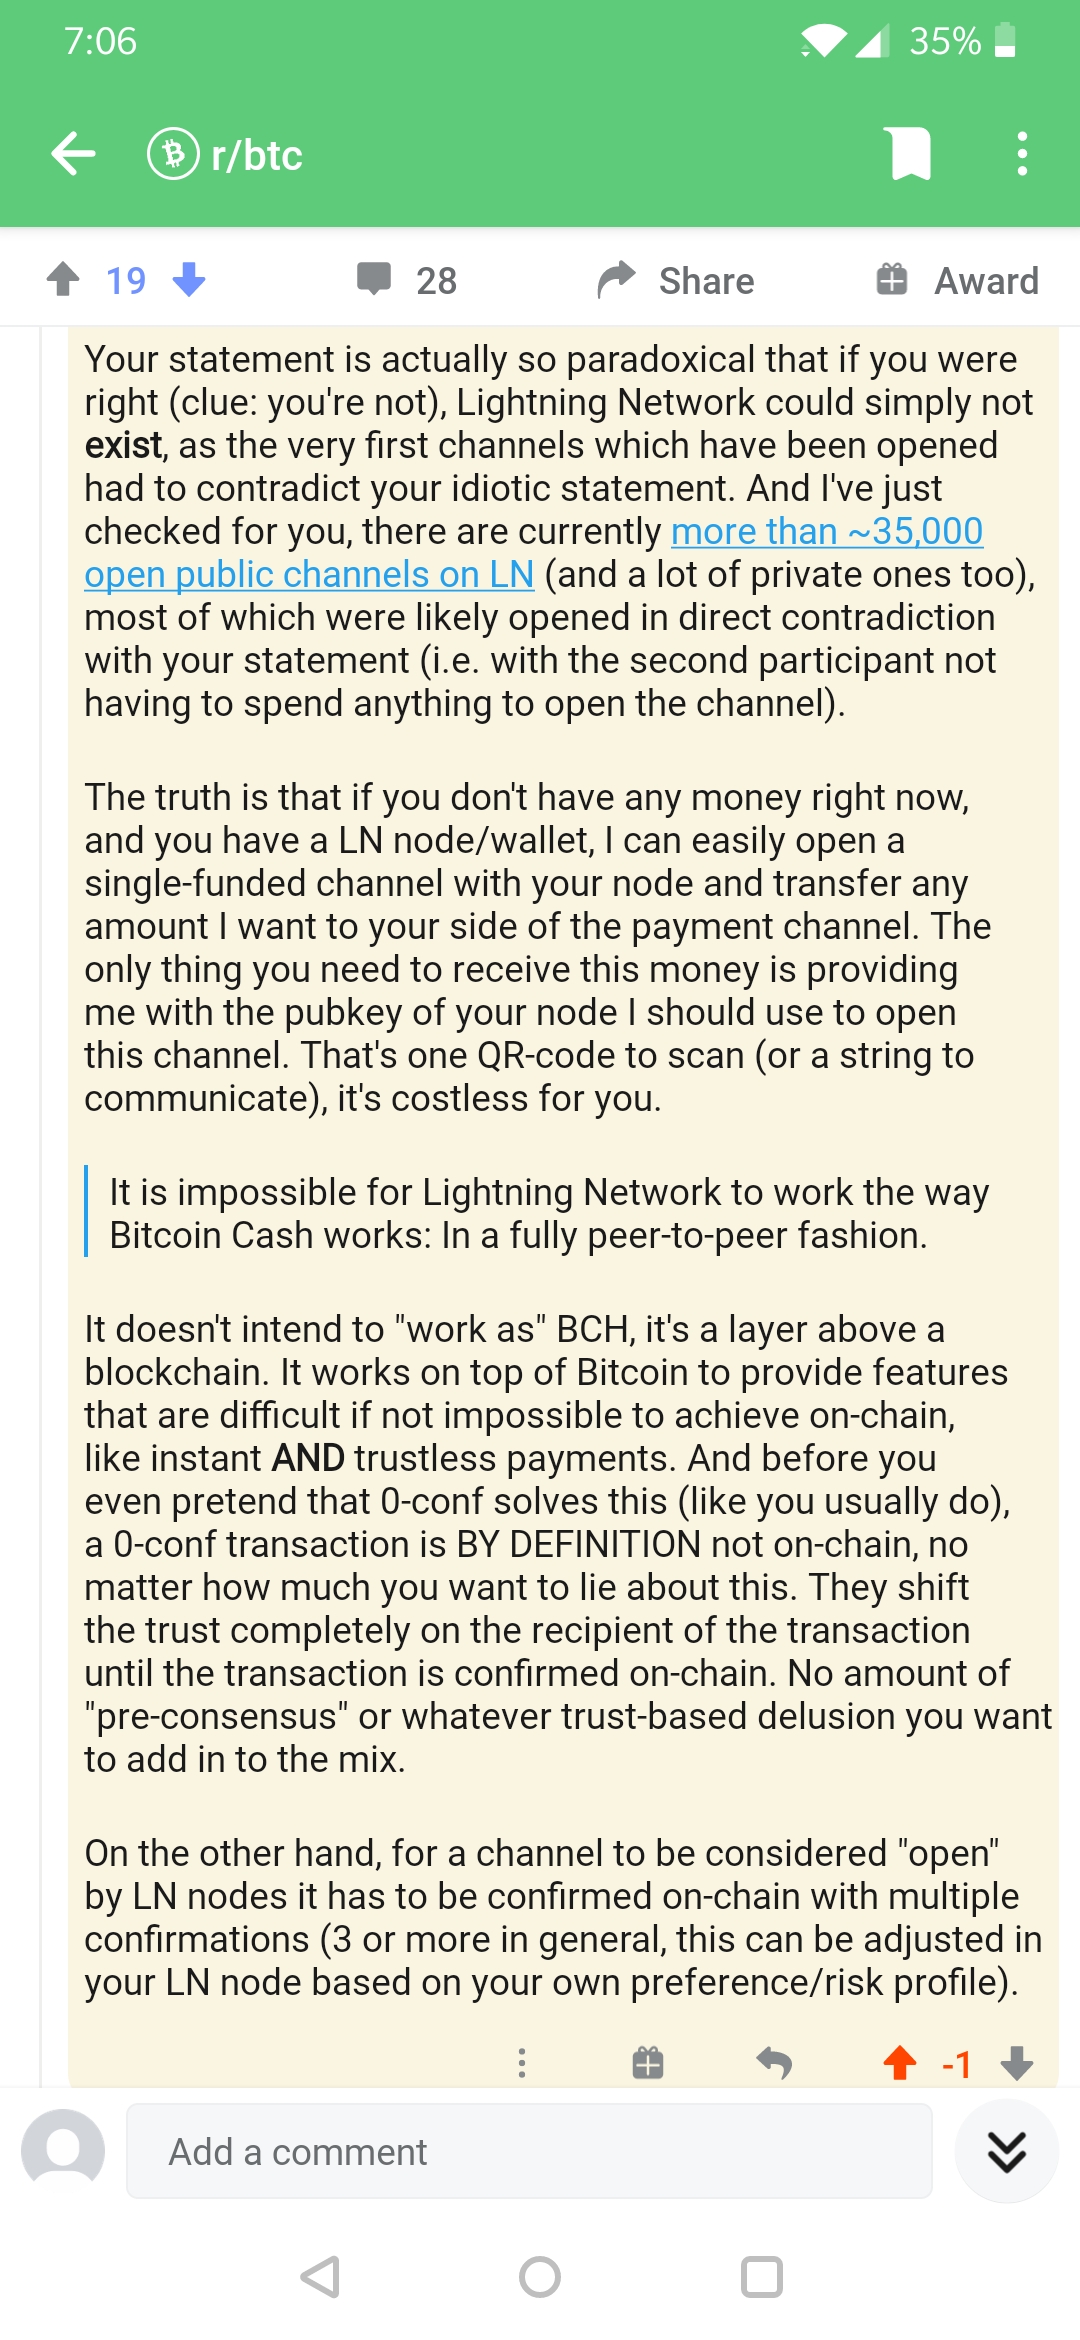 7:06
35%
r/btc
19
28
Share
Award
Your statement is actually so paradoxical that if you were
right (clue: you're not), Lightning Network could simply not
exist, as the very first channels which have been opened
had to contradict your idiotic statement. And I've just
checked for you, there are currently more than ~35,000
open public channels on LN (and a lot of private ones too),
most of which were likely opened in direct contradiction
with your statement (i.e. with the second participant not
having to spend anything to open the channel).
The truth is that if you don't have any money right now,
and you have a LN node/wallet, I can easily open a
single-funded channel with your node and transfer any
amount I want to your side of the payment channel. The
only thing you need to receive this money is providing
me with the pubkey of your node I should use to open
this channel. That's one QR-code to scan (or a string to
communicate), it's costless for you.
It is impossible for Lightning Network to work the way
Bitcoin Cash works: In a fully peer-to-peer fashion.
It doesn't intend to "work as" BCH, it's a layer above a
blockchain. It works on top of Bitcoin to provide features
that are difficult if not impossible to achieve on-chain,
like instant AND trustless payments. And before you
even pretend that 0-conf solves this (like you usually do),
a 0-conf transaction is BY DEFINITION not on-chain, no
matter how much you want to lie about this. They shift
the trust completely on the recipient of the transaction
until the transaction is confirmed on-chain. No amount of
"pre-consensus" or whatever trust-based delusion you want
to add in to the mix.
On the other hand, for a channel to be considered "open"
by LN nodes it has to be confirmed on-chain with multiple
confirmations (3 or more in general, this can be adjusted in
your LN node based on your own preference/risk profile).
-1
Add a comment